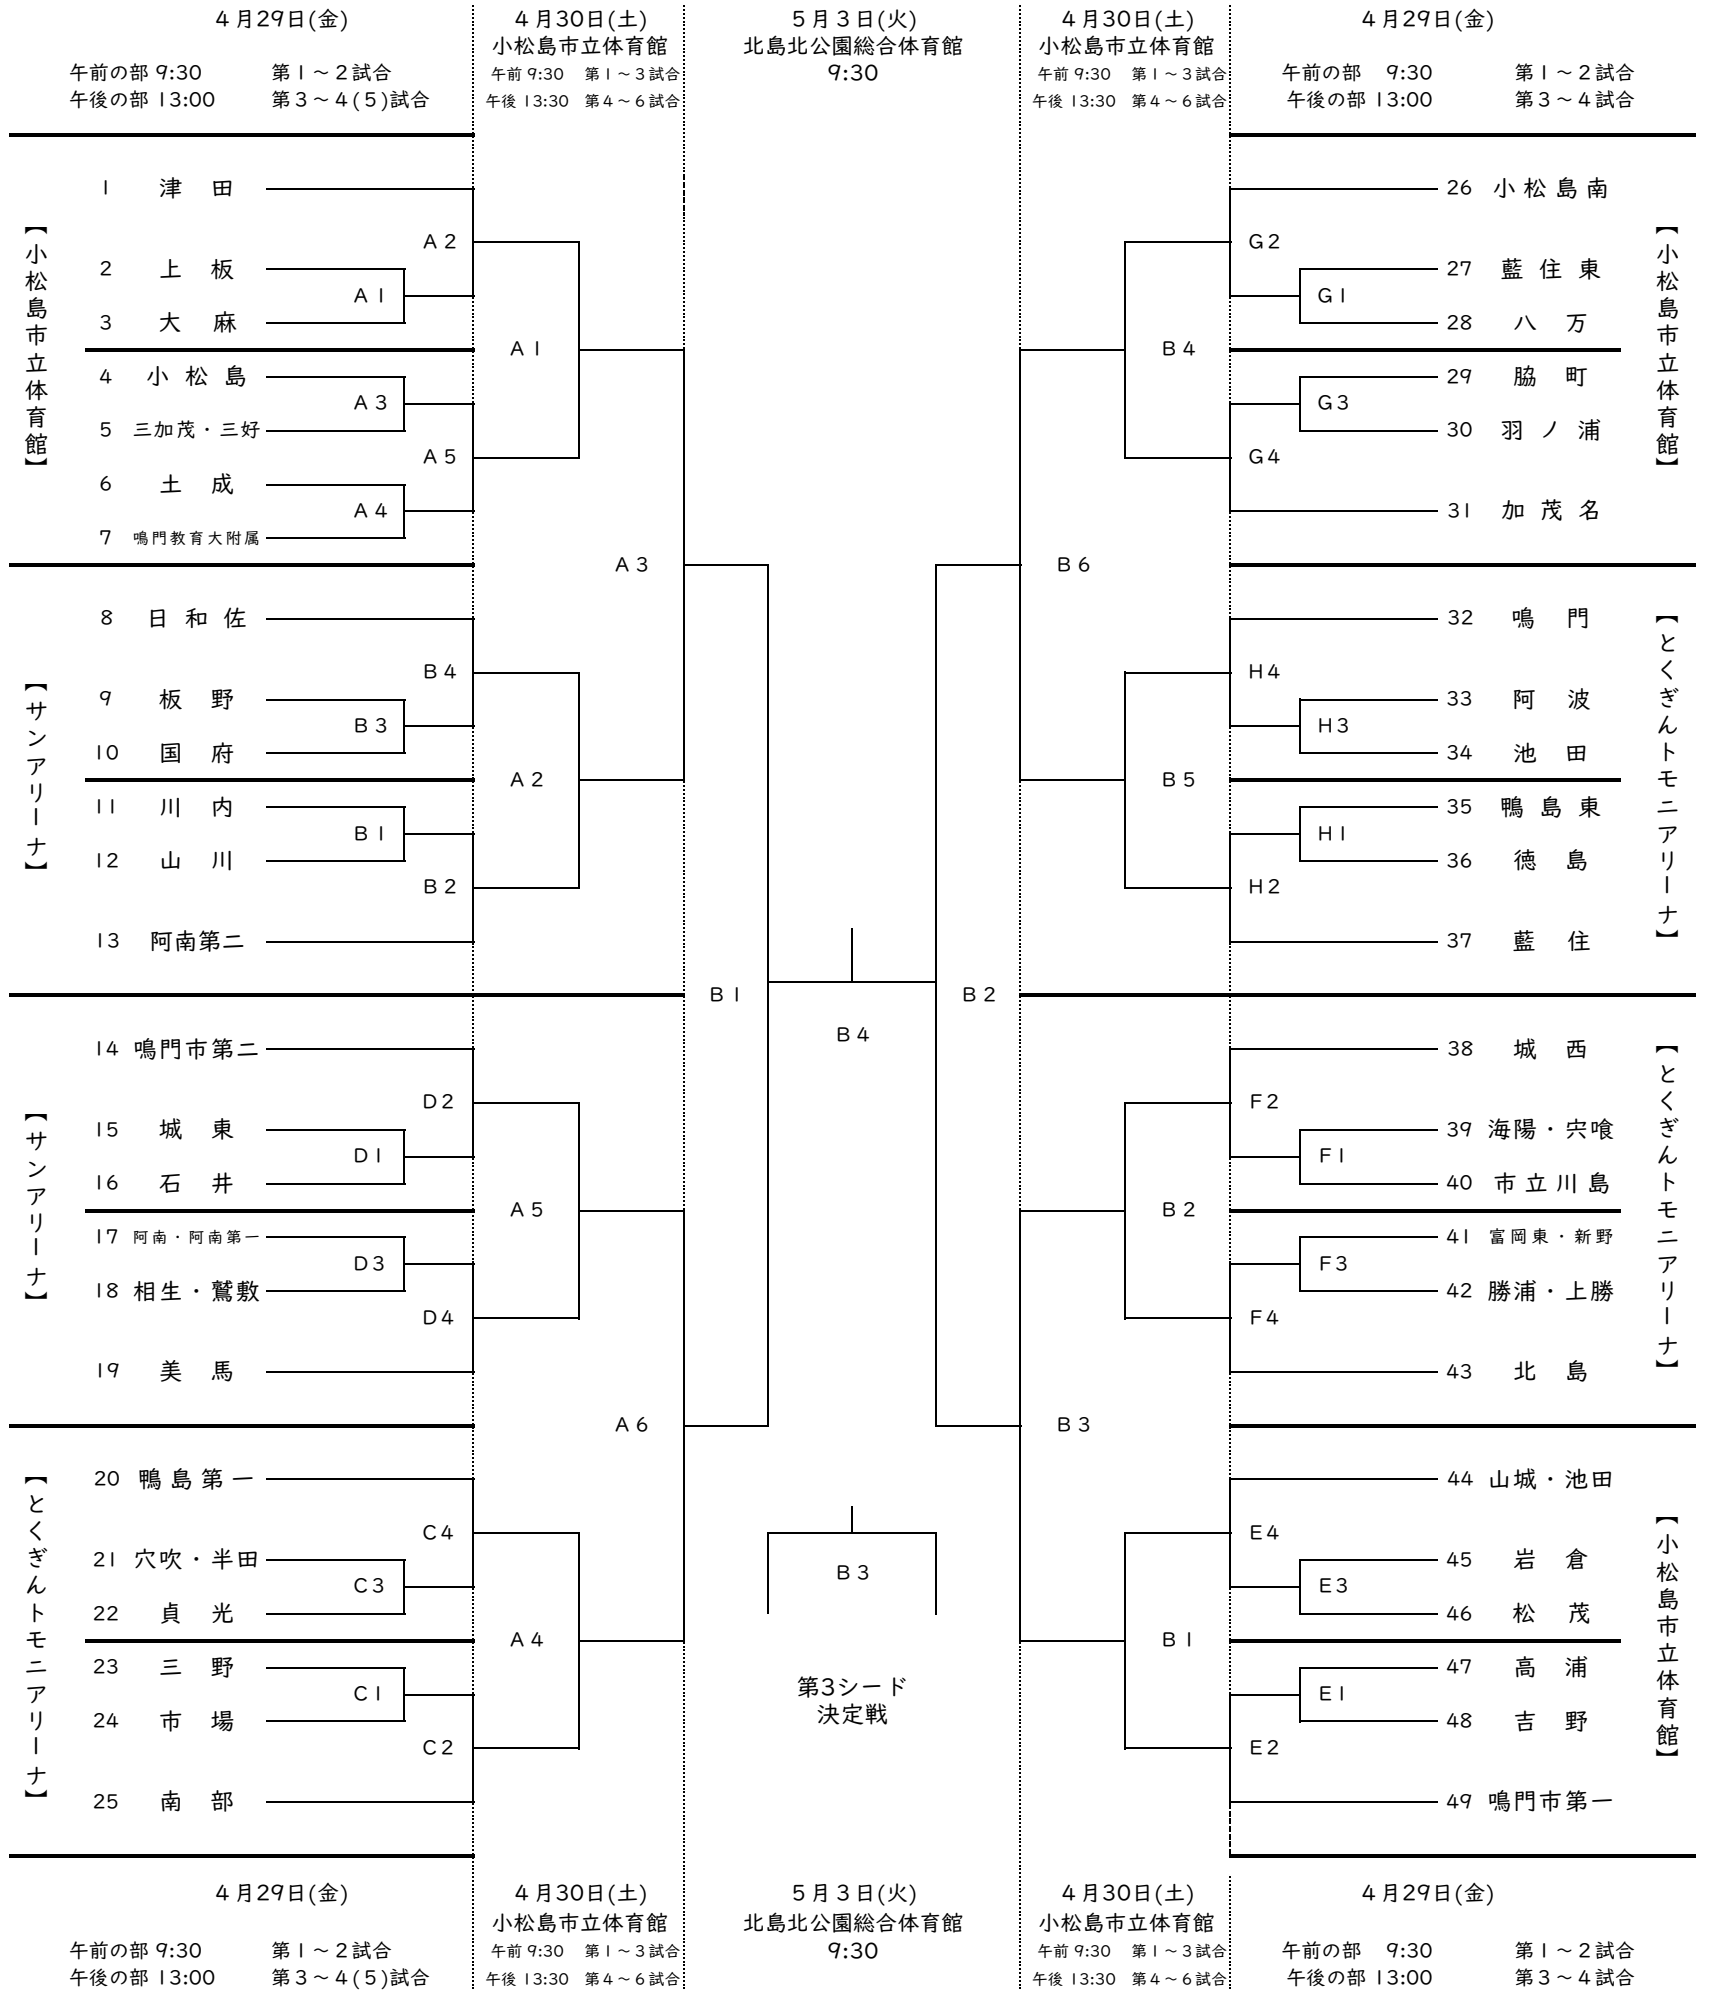 ４月29日(金)
４月30日(土)
５月３日(火)
４月30日(土)
４月29日(金)
小松島市立体育館
北島北公園総合体育館
小松島市立体育館
午前の部 9:30 第１～２試合
午前 9:30 第１～３試合
9:30
午前 9:30 第１～３試合
午前の部 9:30 第１～２試合
午後の部 13:00 第３～４(５)試合
午後 13:30 第４～６試合
午後 13:30 第４～６試合
午後の部 13:00 第３～４試合
【小松島市立体育館】
1 津田
A2
2 上板
A1
3 大麻
4 小松島
A3
5 三加茂・三好
A5
6 土成
A4
7 鳴門教育大附属
【サンアリーナ】
8 日和佐
B4
9 板野
B3
10 国府
11 川内
B1
12 山川
B2
13 阿南第二
【サンアリーナ】
14 鳴門市第二
D2
15 城東
D1
16 石井
17 阿南・阿南第一
D3
18 相生・鷲敷
D4
19 美馬
【とくぎんトモニアリーナ】
20 鴨島第一
C4
21 穴吹・半田
C3
22 貞光
23 三野
C1
24 市場
C2
25 南部
A1
A3
A2
A5
A6
A4
B1
B4
B2
B3
第3シード
決定戦
B4
B6
B5
B2
B3
B1
【小松島市立体育館】
26 小松島南
G2
27 藍住東
G1
28 八万
29 脇町
G3
30 羽ノ浦
G4
31 加茂名
【とくぎんトモニアリーナ】
32 鳴門
H4
33 阿波
H3
34 池田
35 鴨島東
H1
36 徳島
H2
37 藍住
【とくぎんトモニアリーナ】
38 城西
F2
39 海陽・宍喰
F1
40 市立川島
41 富岡東・新野
F3
42 勝浦・上勝
F4
43 北島
【小松島市立体育館】
44 山城・池田
E4
45 岩倉
E3
46 松茂
47 高浦
E1
48 吉野
E2
49 鳴門市第一
４月29日(金)
４月30日(土)
５月３日(火)
４月30日(土)
４月29日(金)
小松島市立体育館
北島北公園総合体育館
小松島市立体育館
午前の部 9:30 第１～２試合
午前 9:30 第１～３試合
9:30
午前 9:30 第１～３試合
午前の部 9:30 第１～２試合
午後の部 13:00 第３～４(５)試合
午後 13:30 第４～６試合
午後 13:30 第４～６試合
午後の部 13:00 第３～４試合